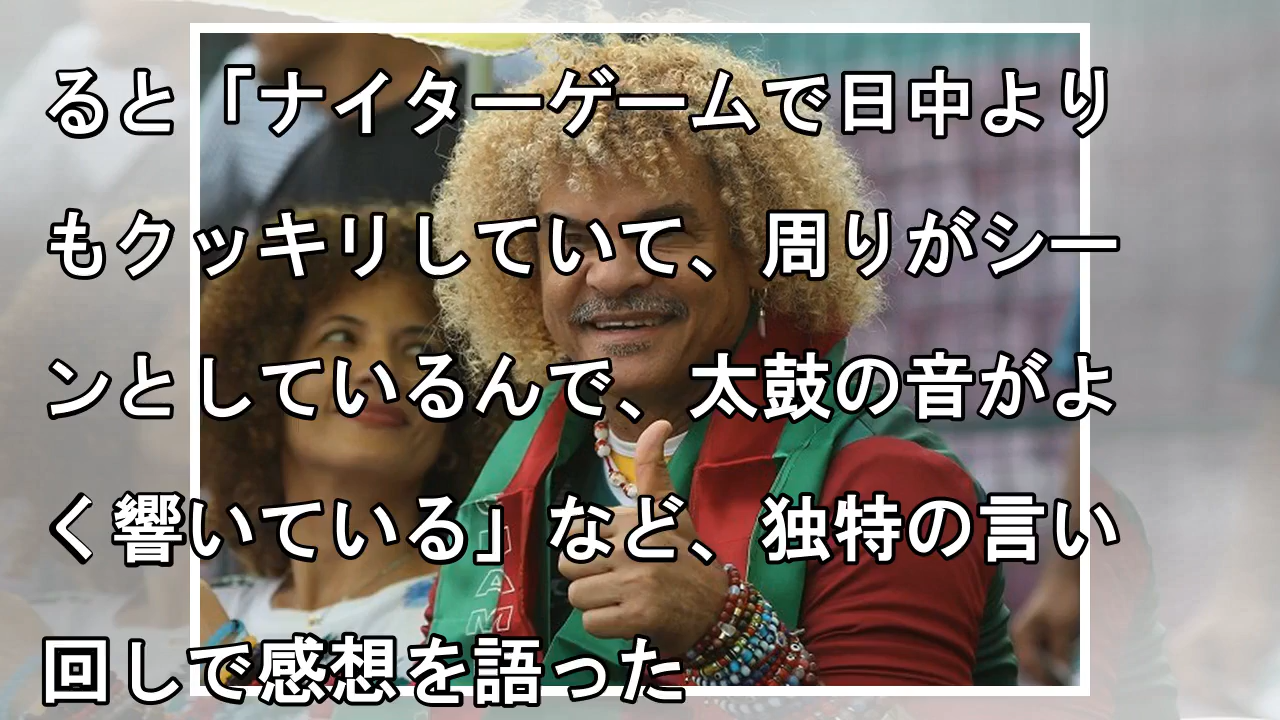 ると「ナイターゲームで日中より
もクッキリしていて、周りがシー
ンとしているんで、太鼓の音がよ
く響いている」など、独特の言い
回しで感想を語った